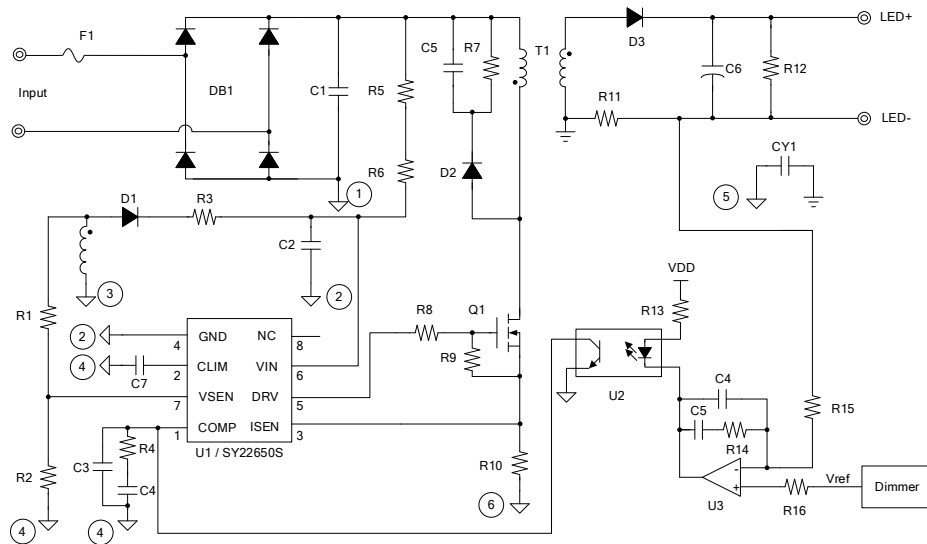 F1
Input
DB1
C1
R5
R6
C5
R7
D2
T1
D3
R11
C6
R12
LED+
LED-
CY1
5
1
D1
R3
C2
2
3
R1
R2
4
2
4
C7
GND
4
CLIM
2
VSEN
7
COMP
1
NC
8
VIN
6
DRV
5
ISEN
3
U1 / SY22650S
C3
R4
C4
4
R8
Q1
R9
R10
6
VDD
R13
U2
C4
C5
R14
R15
-
+
U3
R16
Vref
Dimmer